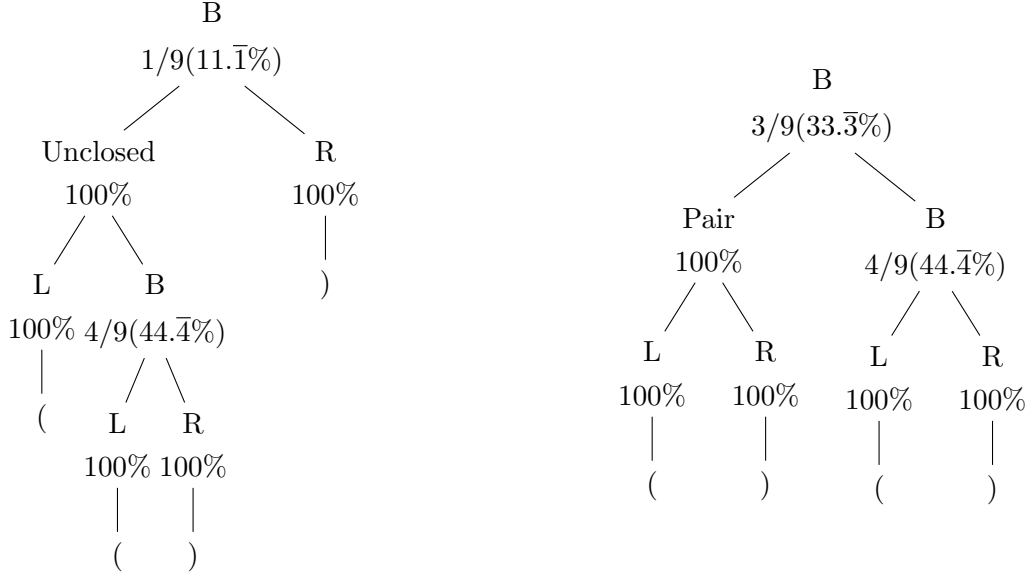 B
1/9(11.1̅%)
Unclosed R
100% 100%
L B )
100% 4/9(44.4̅%)
( L R
100% 100%
( )
B
3/9(33.3̅%)
Pair B
100% 4/9(44.4̅%)
L R L R
100% 100% 100% 100%
( ) ( )